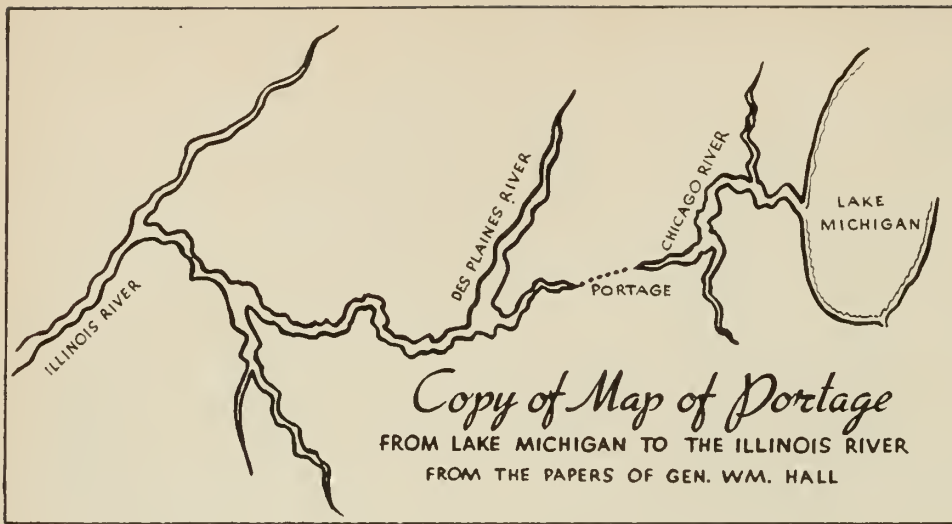 ILLINOIS RIVER
DES PLAINES RIVER
CHICAGO RIVER
PORTAGE
LAKE
MICHIGAN
Copy of Map of Portage
FROM LAKE MICHIGAN TO THE ILLINOIS RIVER
FROM THE PAPERS OF GEN. WM. HALL